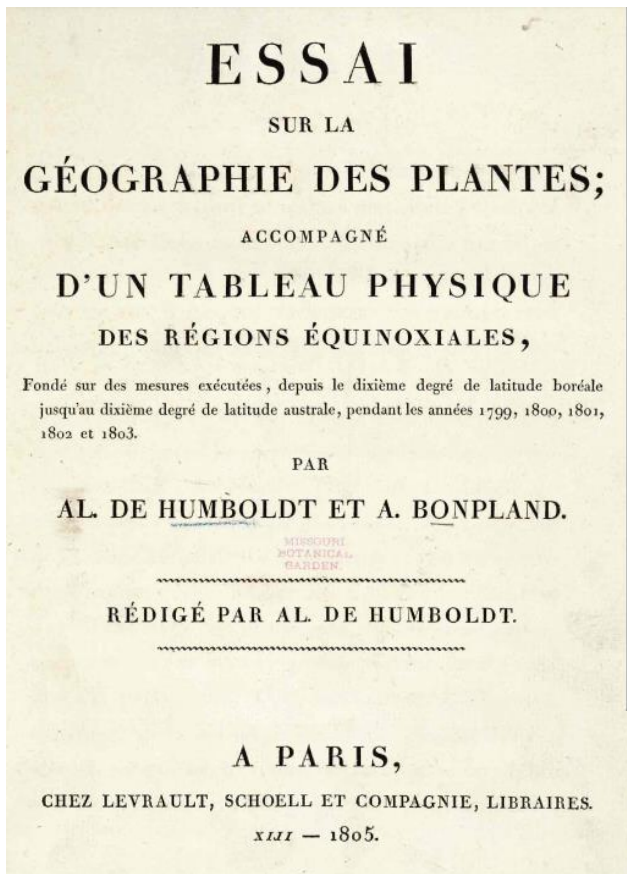 ESSAI
SUR LA
GÉOGRAPHIE DES PLANTES;
ACCOMPAGNÉ
D'UN TABLEAU PHYSIQUE
DES RÉGIONS ÉQUINOXIALES,
Fondé sur des mesures exécutées, depuis le dixième degré de latitude boréale
jusqu'au dixième degré de latitude australe, pendant les années 1799, 1800, 1801,
1802 et 1803.
PAR
AL. DE HUMBOLDT ET A. BONPLAND.
MISSOURI
BOTANICAL
GARDEN.
RÉDIGÉ PAR AL. DE HUMBOLDT.
A PARIS,
CHEZ LEVRAULT, SCHOELL ET COMPAGNIE, LIBRAIRES.
XIII — 1805.